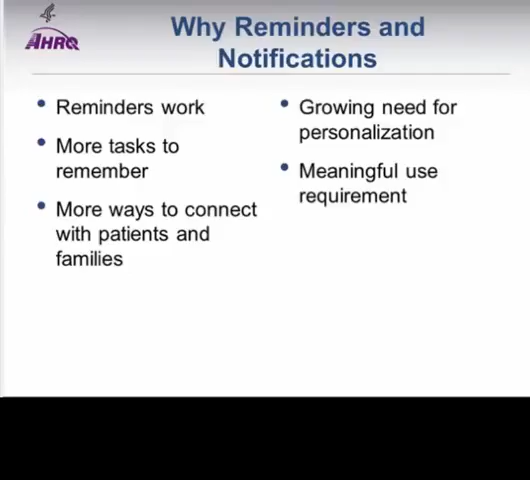 AHRQ
Why Reminders and
Notifications
• Reminders work
• More tasks to
remember
• More ways to connect
with patients and
families
• Growing need for
personalization
• Meaningful use
requirement